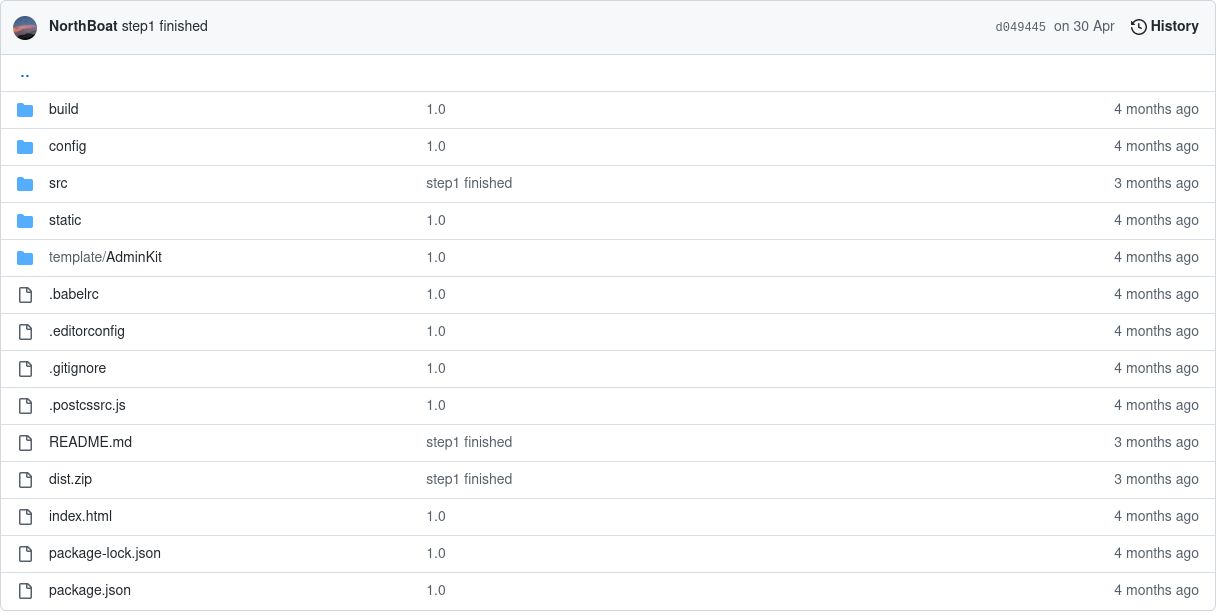 NorthBoat step1 finished d049445 on 30 Apr History
..
build 1.0 4 months ago
config 1.0 4 months ago
src step1 finished 3 months ago
static 1.0 4 months ago
template/AdminKit 1.0 4 months ago
.babelrc 1.0 4 months ago
.editorconfig 1.0 4 months ago
.gitignore 1.0 4 months ago
.postcssrc.js 1.0 4 months ago
README.md step1 finished 3 months ago
dist.zip step1 finished 3 months ago
index.html 1.0 4 months ago
package-lock.json 1.0 4 months ago
package.json 1.0 4 months ago